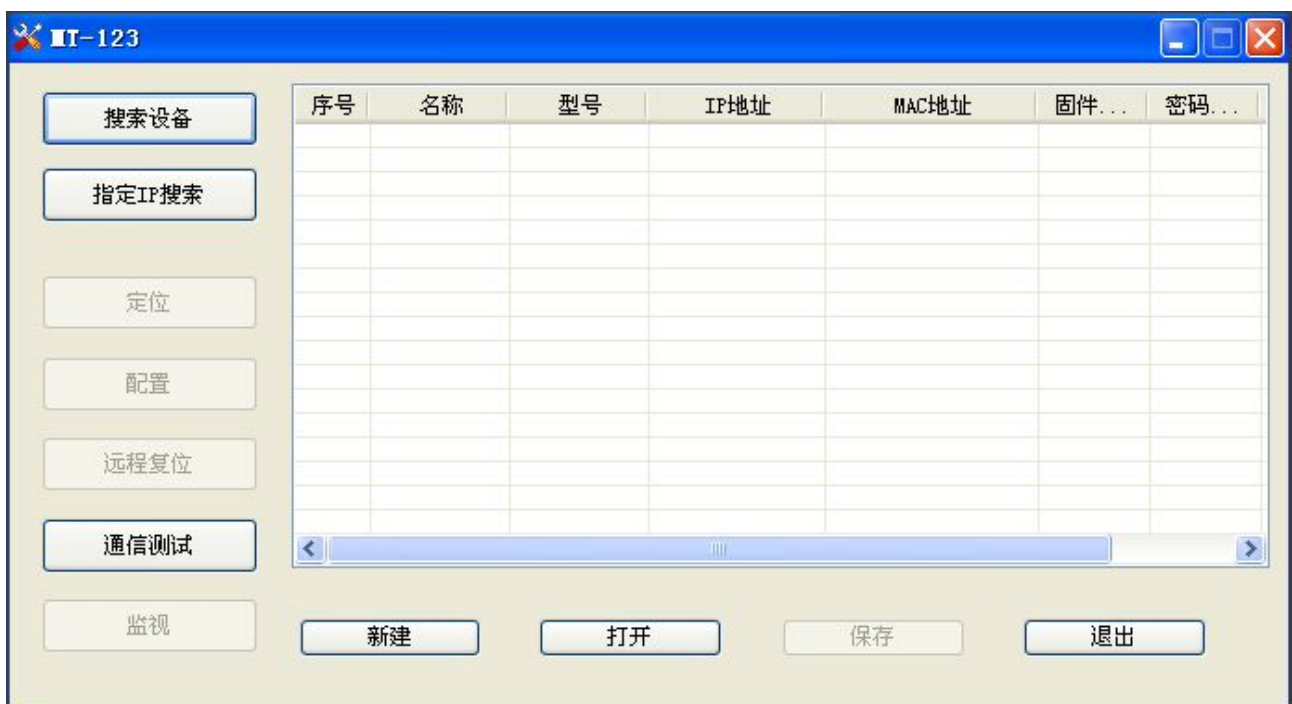 MT-123
搜索设备
指定IP搜索
定位
配置
远程复位
通信测试
监视
序号 名称 型号 IP地址 MAC地址 固件... 密码...
新建 打开 保存 退出